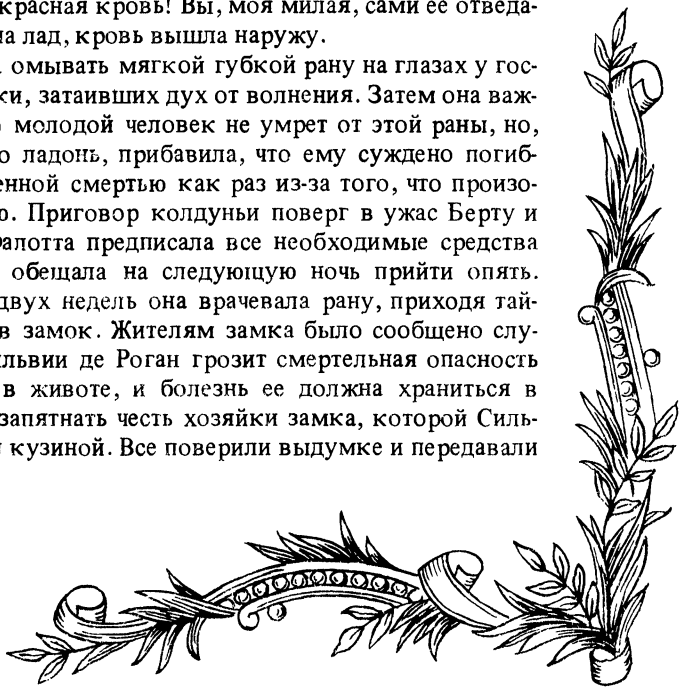 красная кровь! Вы, моя милая, сами ее отведа-
на лад, кровь вышла наружу.
омывать мягкой губкой рану на глазах у гос-
ки, затаивших дух от волнения. Затем она важ-
молодой человек не умрет от этой раны, но,
о ладонь, прибавила, что ему суждено погиб-
енной смертью как раз из-за того, что произо-
ю. Приговор колдуньи поверг в ужас Берту и
Фалотта предписала все необходимые средства
обещала на следующую ночь прийти опять.
двух недель она врачевала рану, приходя тай-
в замок. Жителям замка было сообщено слу-
львии де Роган грозит смертельная опасность
в животе, и болезнь ее должна храниться в
запятнать честь хозяйки замка, которой Силь-
кузиной. Все поверили выдумке и передавали